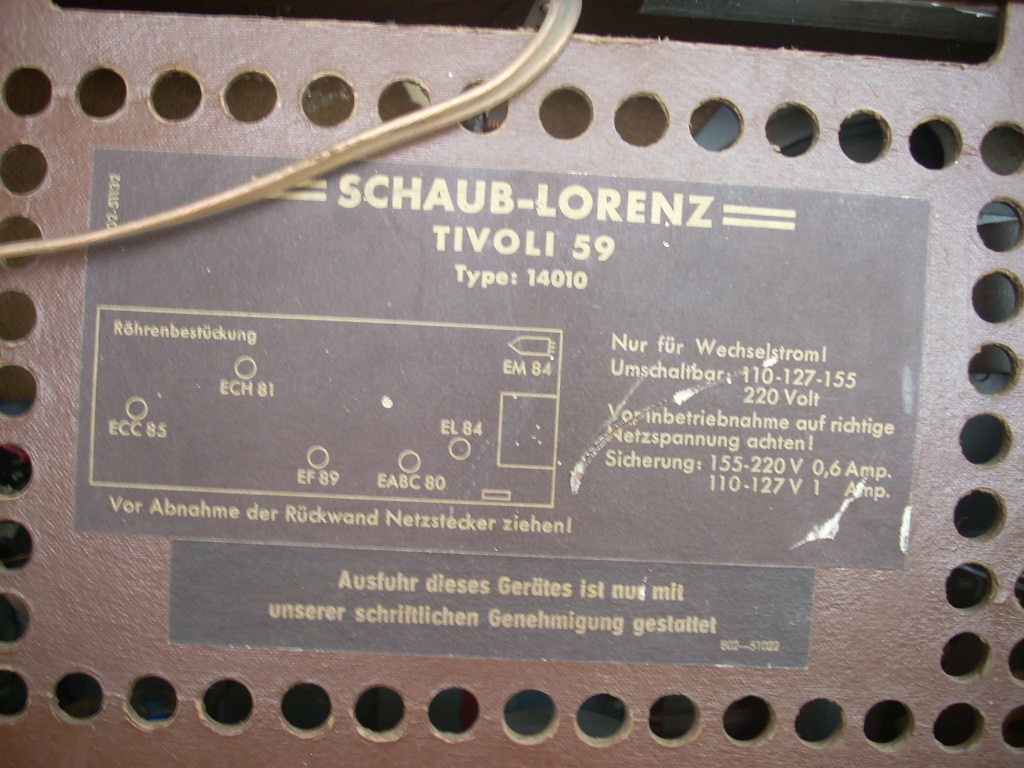 SCHAUB-LORENZ
TIVOLI 59
Type: 14010
Röhrenbestückung
EM 84
ECH 81
ECC 85
EL 84
EF 89
EABC 80
Vor Abnahme der Rückwand Netzstecker ziehen!
Nur für Wechselstrom!
Umschaltbar: 110-127-155
220 Volt
Vor Inbetriebnahme auf richtige
Netzspannung achten!
Sicherung: 155-220 V 0,6 Amp.
110-127 V 1 Amp.
Ausfuhr dieses Gerätes ist nur mit
unserer schriftlichen Genehmigung gestattet
802-51022